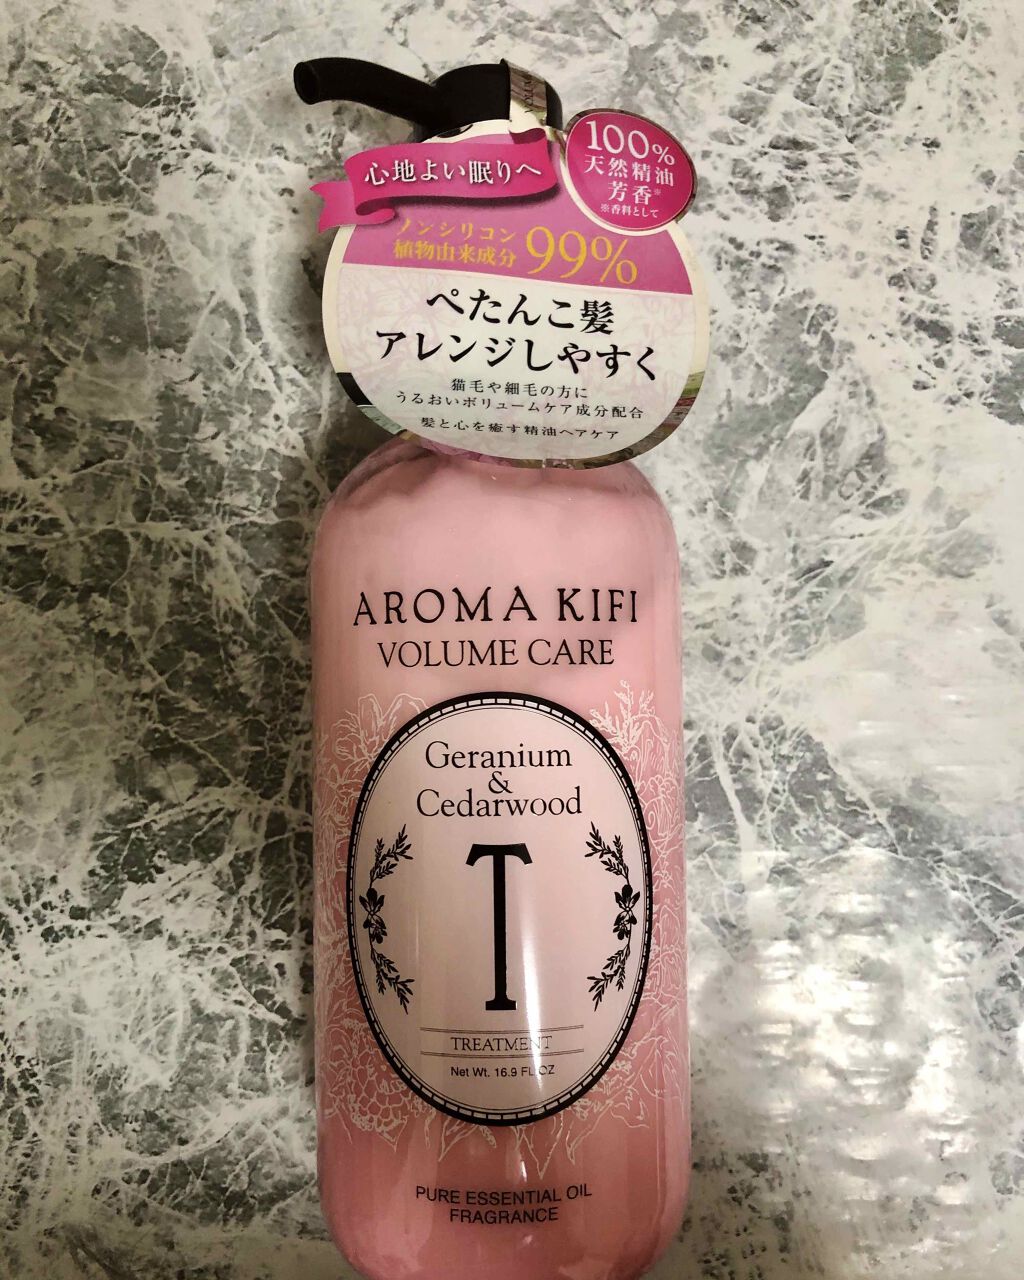 心地よい眠りへ
100%
天然精油
芳香※
※香料として
ノンシリコン
植物由来成分 99%
ぺたんこ髪
アレンジしやすく
猫毛や細毛の方に
うるおいボリュームケア成分配合
髪と心を癒す精油ヘアケア
AROMA KIFI
VOLUME CARE
Geranium
&
Cedarwood
T
TREATMENT
Net Wt. 16.9 FL OZ
PURE ESSENTIAL OIL
FRAGRANCE